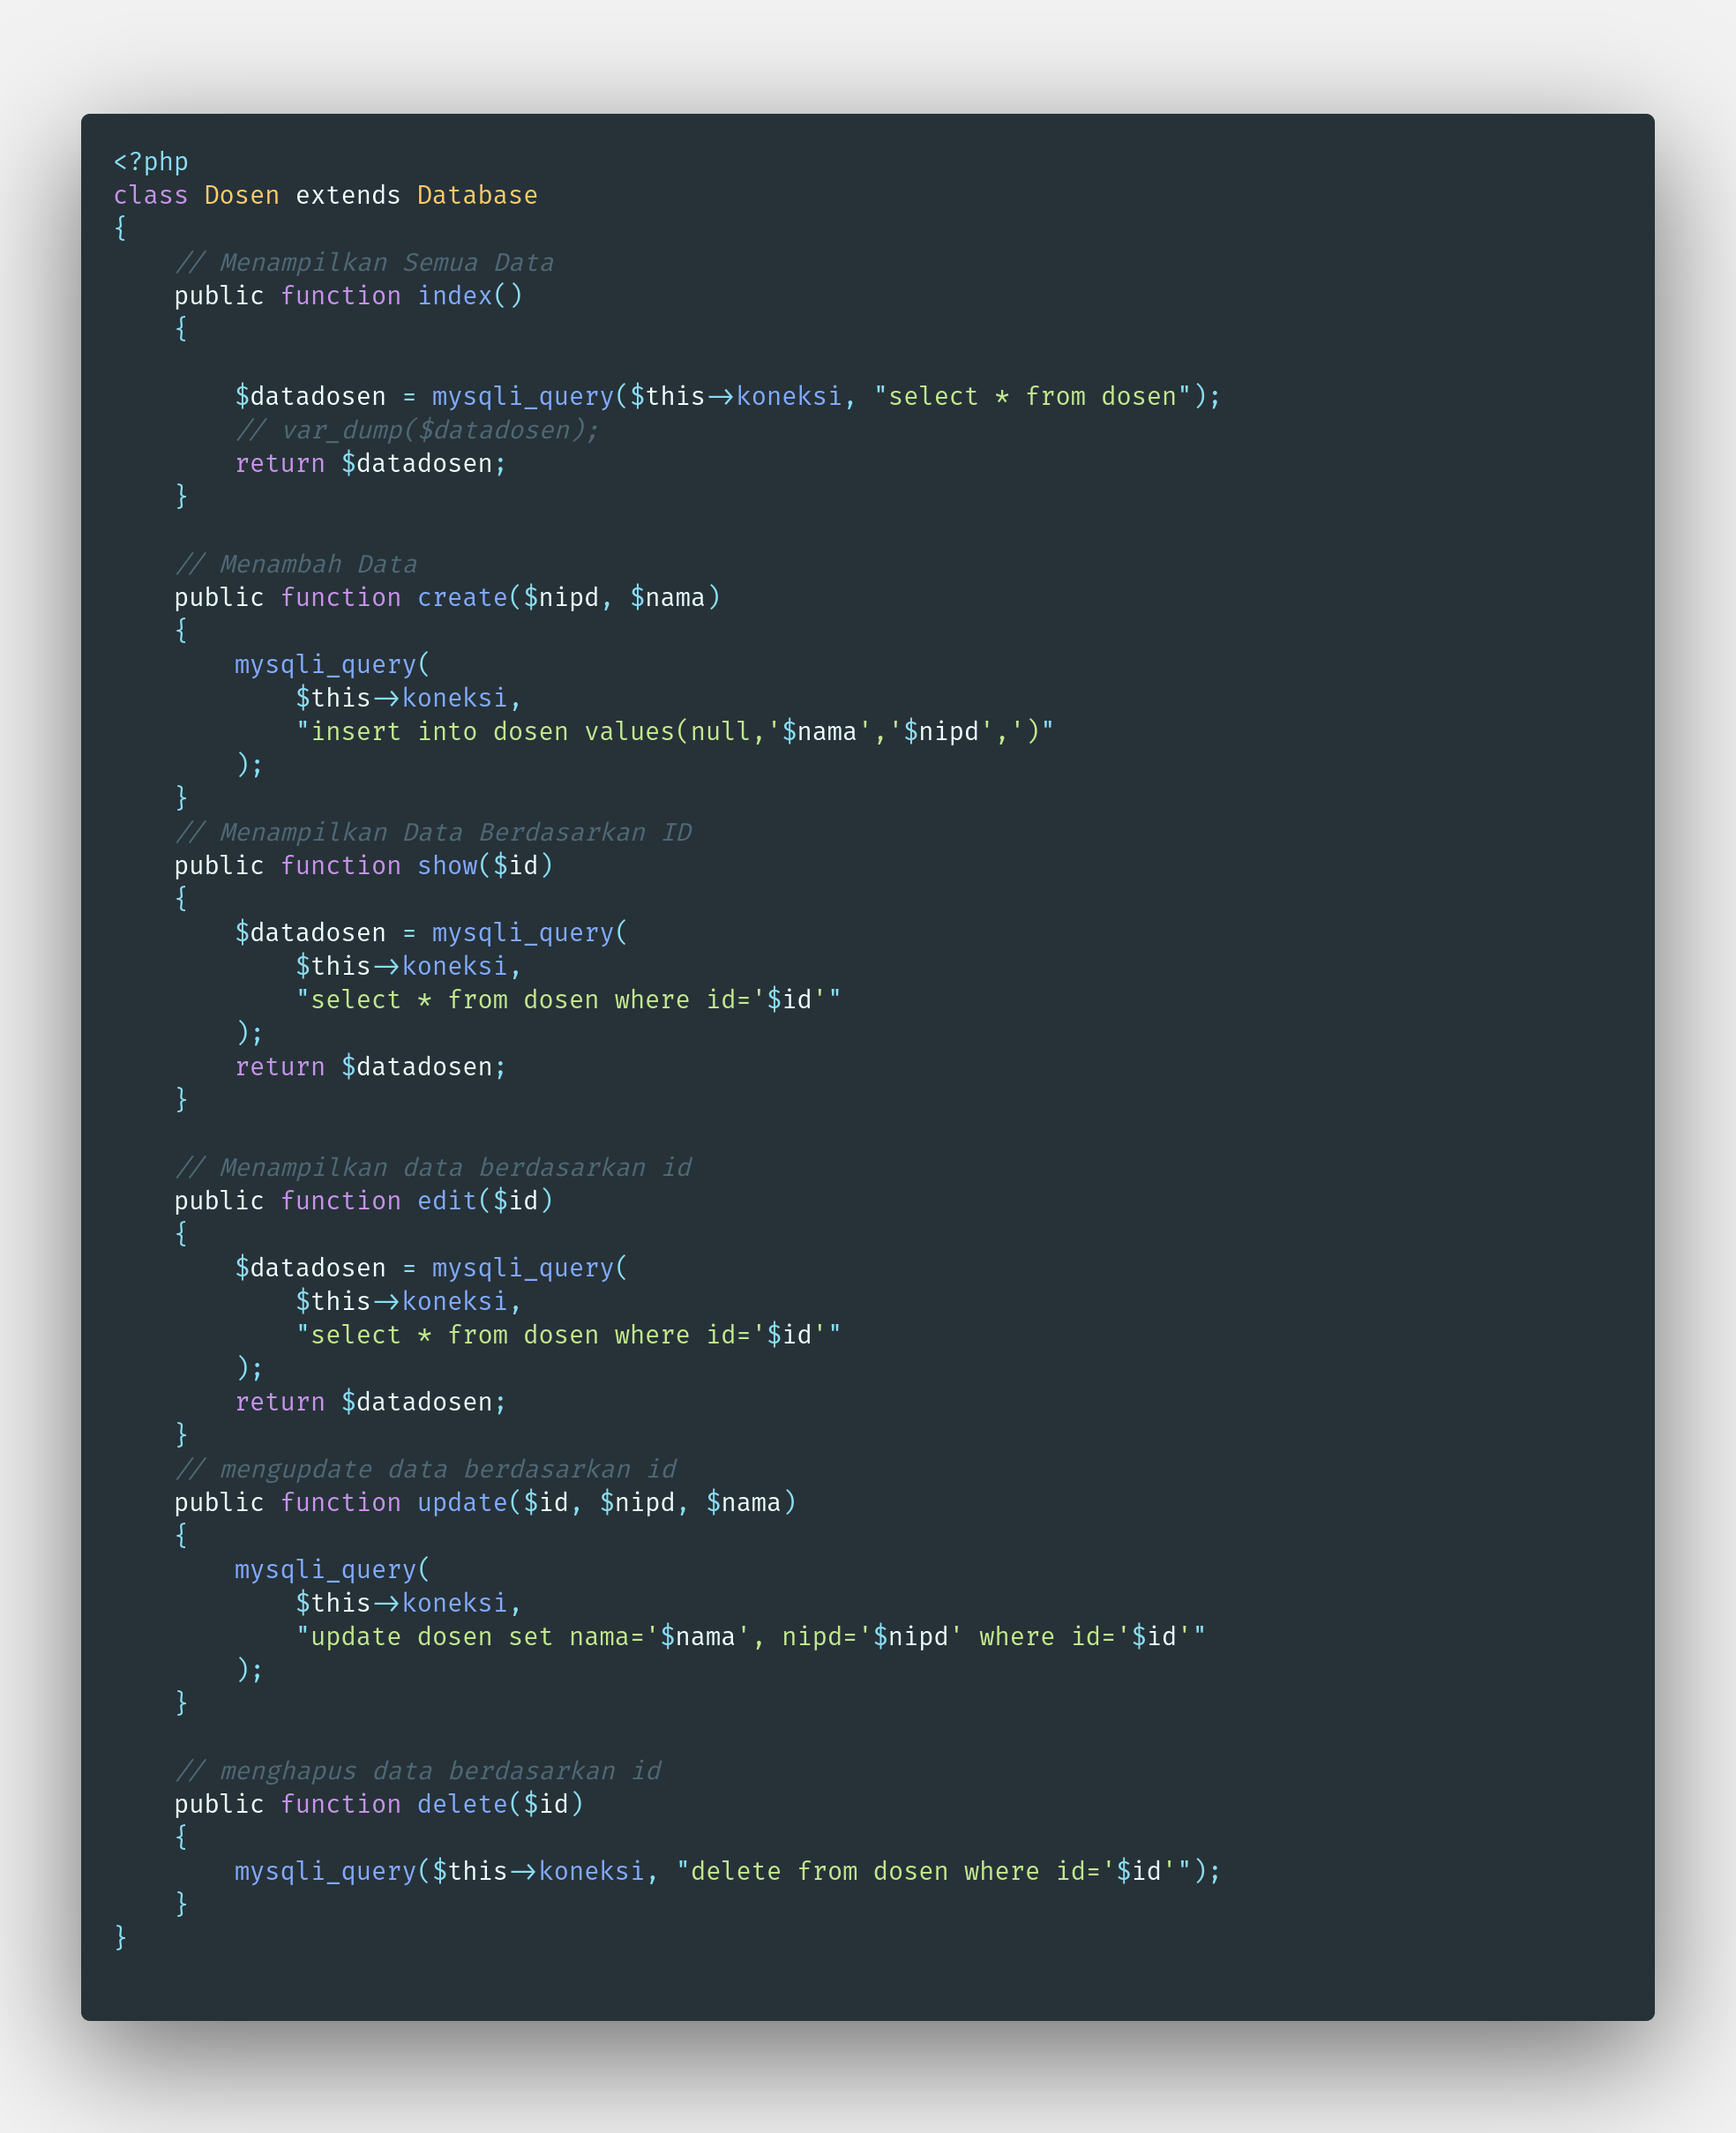 <?php
class Dosen extends Database
{
    // Menampilkan Semua Data
    public function index()
    {

        $datadosen = mysqli_query($this->koneksi, "select * from dosen");
        // var_dump($datadosen);
        return $datadosen;
    }

    // Menambah Data
    public function create($nipd, $nama)
    {
        mysqli_query(
            $this->koneksi,
            "insert into dosen values(null,'$nama','$nipd',')"
        );
    }
    // Menampilkan Data Berdasarkan ID
    public function show($id)
    {
        $datadosen = mysqli_query(
            $this->koneksi,
            "select * from dosen where id='$id'"
        );
        return $datadosen;
    }

    // Menampilkan data berdasarkan id
    public function edit($id)
    {
        $datadosen = mysqli_query(
            $this->koneksi,
            "select * from dosen where id='$id'"
        );
        return $datadosen;
    }
    // mengupdate data berdasarkan id
    public function update($id, $nipd, $nama)
    {
        mysqli_query(
            $this->koneksi,
            "update dosen set nama='$nama', nipd='$nipd' where id='$id'"
        );
    }

    // menghapus data berdasarkan id
    public function delete($id)
    {
        mysqli_query($this->koneksi, "delete from dosen where id='$id'");
    }
}